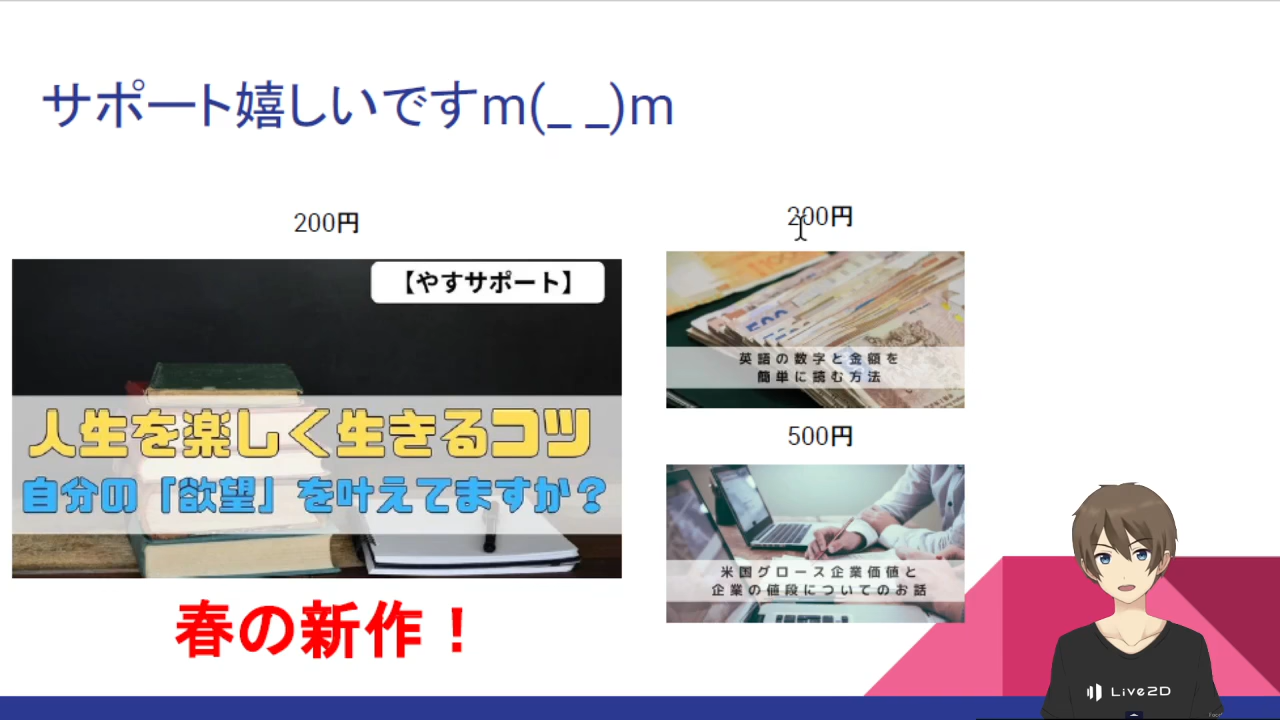 サポート嬉しいですm(_ _)m
200円
【やすサポート】
人生を楽しく生きるコツ
自分の「欲望」を叶えてますか？
春の新作！
200円
英語の数字と金額を
簡単に読む方法
500円
米国グロース企業価値と
企業の値段についてのお話
Live2D